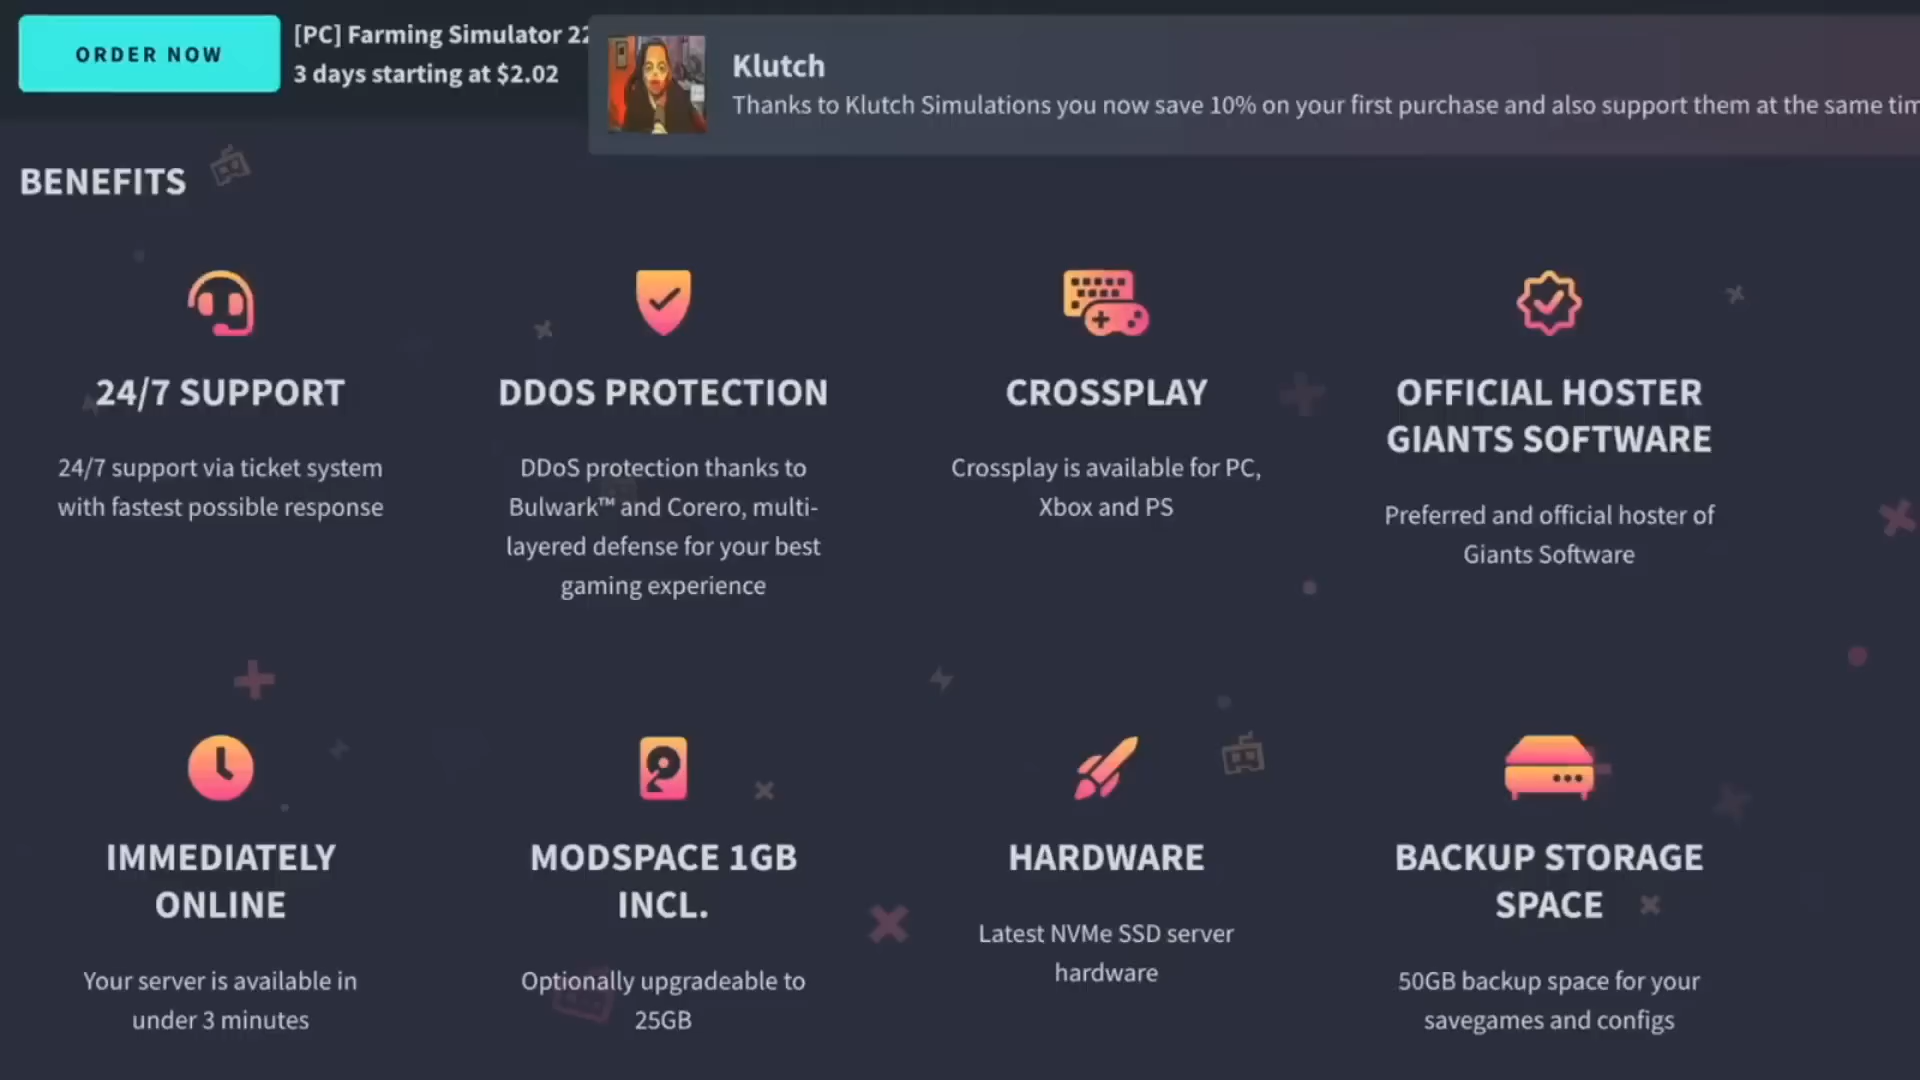 ORDER NOW
[PC] Farming Simulator 22
3 days starting at $2.02
Klutch
Thanks to Klutch Simulations you now save 10% on your first purchase and also support them at the same
BENEFITS
24/7 SUPPORT
24/7 support via ticket system
with fastest possible response
DDOS PROTECTION
DDoS protection thanks to
Bulwark™ and Corero, multi-
layered defense for your best
gaming experience
CROSSPLAY
Crossplay is available for PC,
Xbox and PS
OFFICIAL HOSTER
GIANTS SOFTWARE
Preferred and official hoster of
Giants Software
IMMEDIATELY
ONLINE
Your server is available in
under 3 minutes
MODSPACE 1GB
INCL.
Optionally upgradeable to
25GB
HARDWARE
Latest NVMe SSD server
hardware
BACKUP STORAGE
SPACE
50GB backup space for your
savegames and configs